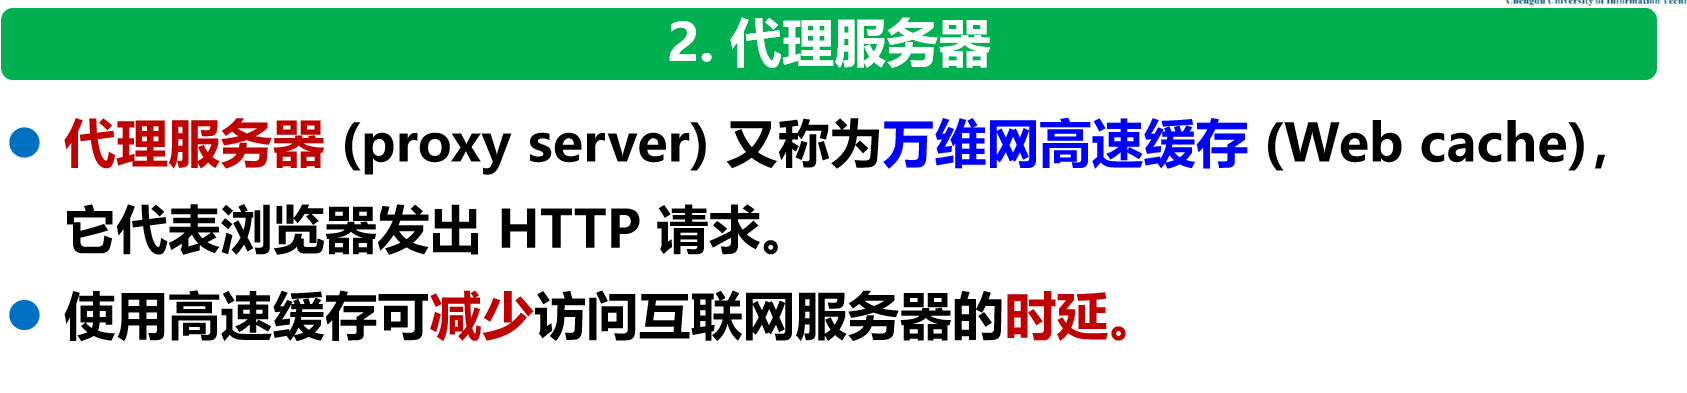 Chengdu University of Information Tech
2. 代理服务器
代理服务器 (proxy server) 又称为万维网高速缓存 (Web cache)，
它代表浏览器发出 HTTP 请求。
使用高速缓存可减少访问互联网服务器的时延。